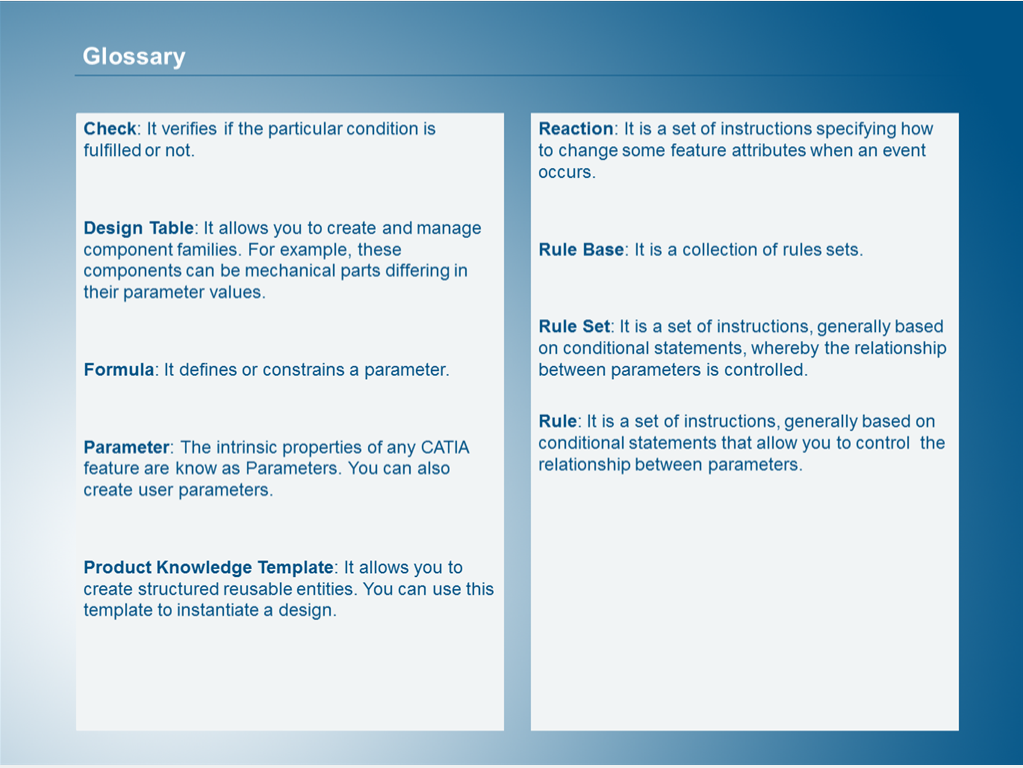 Glossary
Check: It verifies if the particular condition is
fulfilled or not.
Design Table: It allows you to create and manage
component families. For example, these
components can be mechanical parts differing in
their parameter values.
Formula: It defines or constrains a parameter.
Parameter: The intrinsic properties of any CATIA
feature are know as Parameters. You can also
create user parameters.
Product Knowledge Template: It allows you to
create structured reusable entities. You can use this
template to instantiate a design.
Reaction: It is a set of instructions specifying how
to change some feature attributes when an event
occurs.
Rule Base: It is a collection of rules sets.
Rule Set: It is a set of instructions, generally based
on conditional statements, whereby the relationship
between parameters is controlled.
Rule: It is a set of instructions, generally based on
conditional statements that allow you to control  the
relationship between parameters.